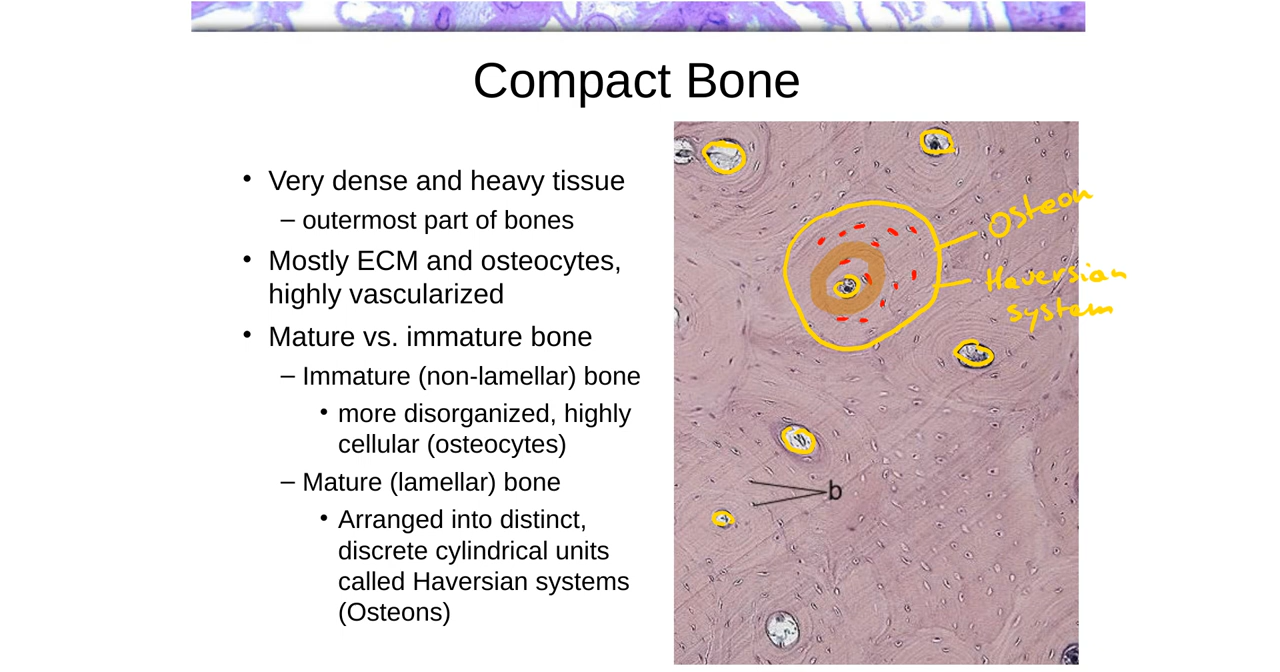 Compact Bone
• Very dense and heavy tissue
– outermost part of bones
• Mostly ECM and osteocytes,
highly vascularized
• Mature vs. immature bone
– Immature (non-lamellar) bone
• more disorganized, highly
cellular (osteocytes)
– Mature (lamellar) bone
• Arranged into distinct,
discrete cylindrical units
called Haversian systems
(Osteons)
Osteon
Haversian
system
b